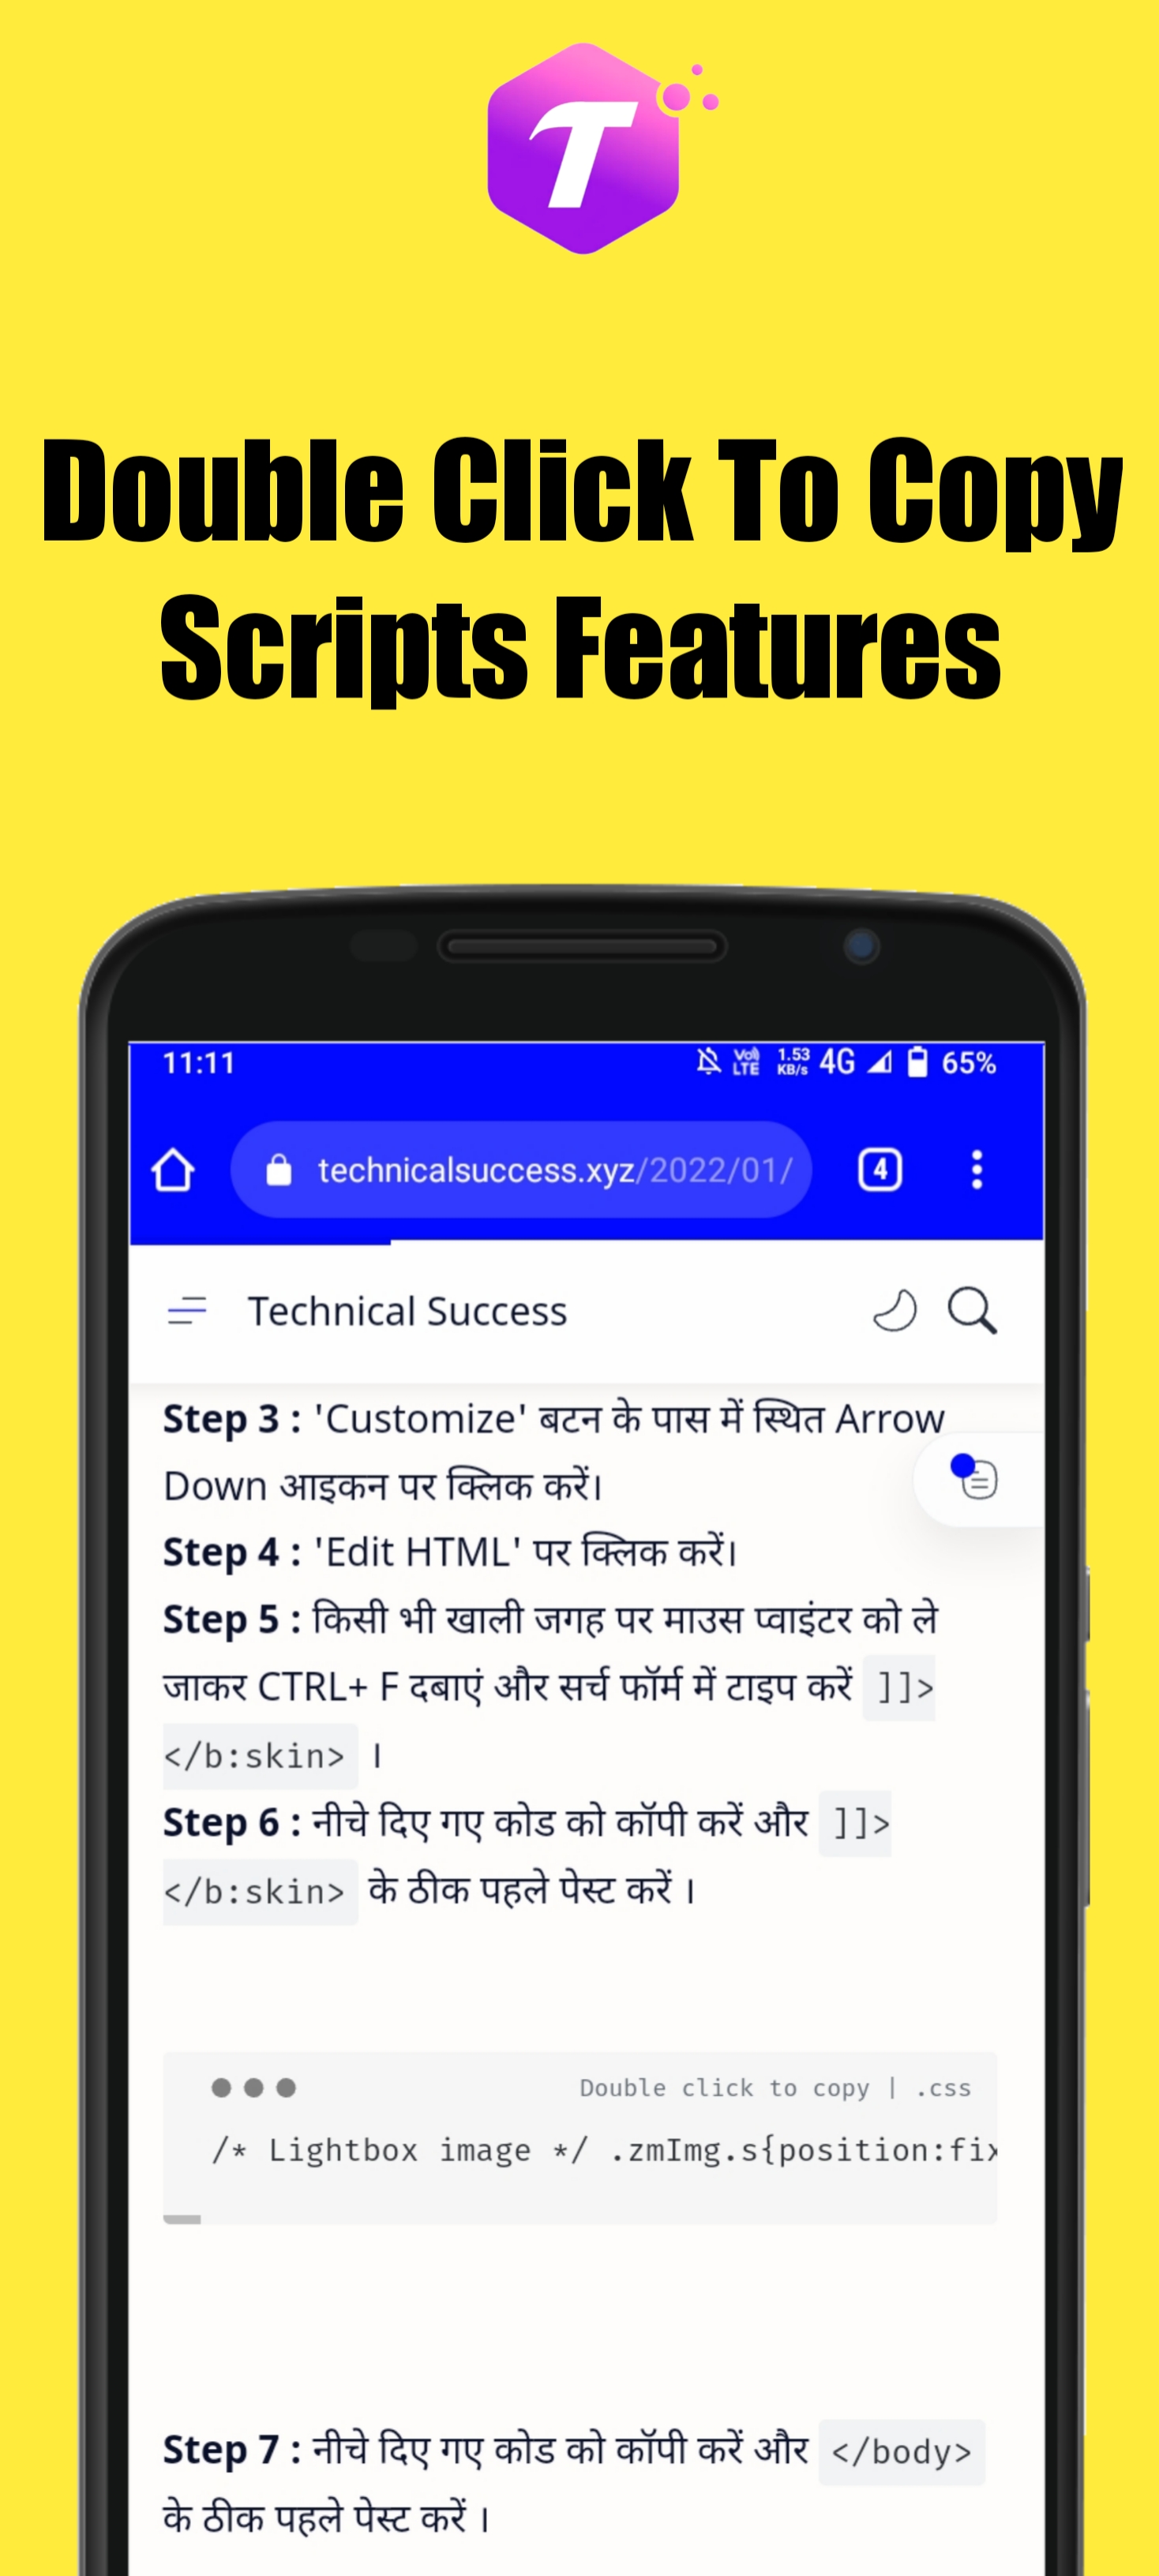 T
Double Click To Copy
Scripts Features
11:11 Vo) LTE 1.53 KB/s 4G 65%
technicalsuccess.xyz/2022/01/ 4
Technical Success
Step 3 : 'Customize' बटन के पास में स्थित Arrow
Down आइकन पर क्लिक करें।
Step 4 : 'Edit HTML' पर क्लिक करें।
Step 5 : किसी भी खाली जगह पर माउस प्वाइंटर को ले
जाकर CTRL+ F दबाएं और सर्च फॉर्म में टाइप करें ]]>
</b:skin> ।
Step 6 : नीचे दिए गए कोड को कॉपी करें और ]]>
</b:skin> के ठीक पहले पेस्ट करें ।
Double click to copy | .css
/* Lightbox image */ .zmImg.s{position:fix
Step 7 : नीचे दिए गए कोड को कॉपी करें और </body>
के ठीक पहले पेस्ट करें ।